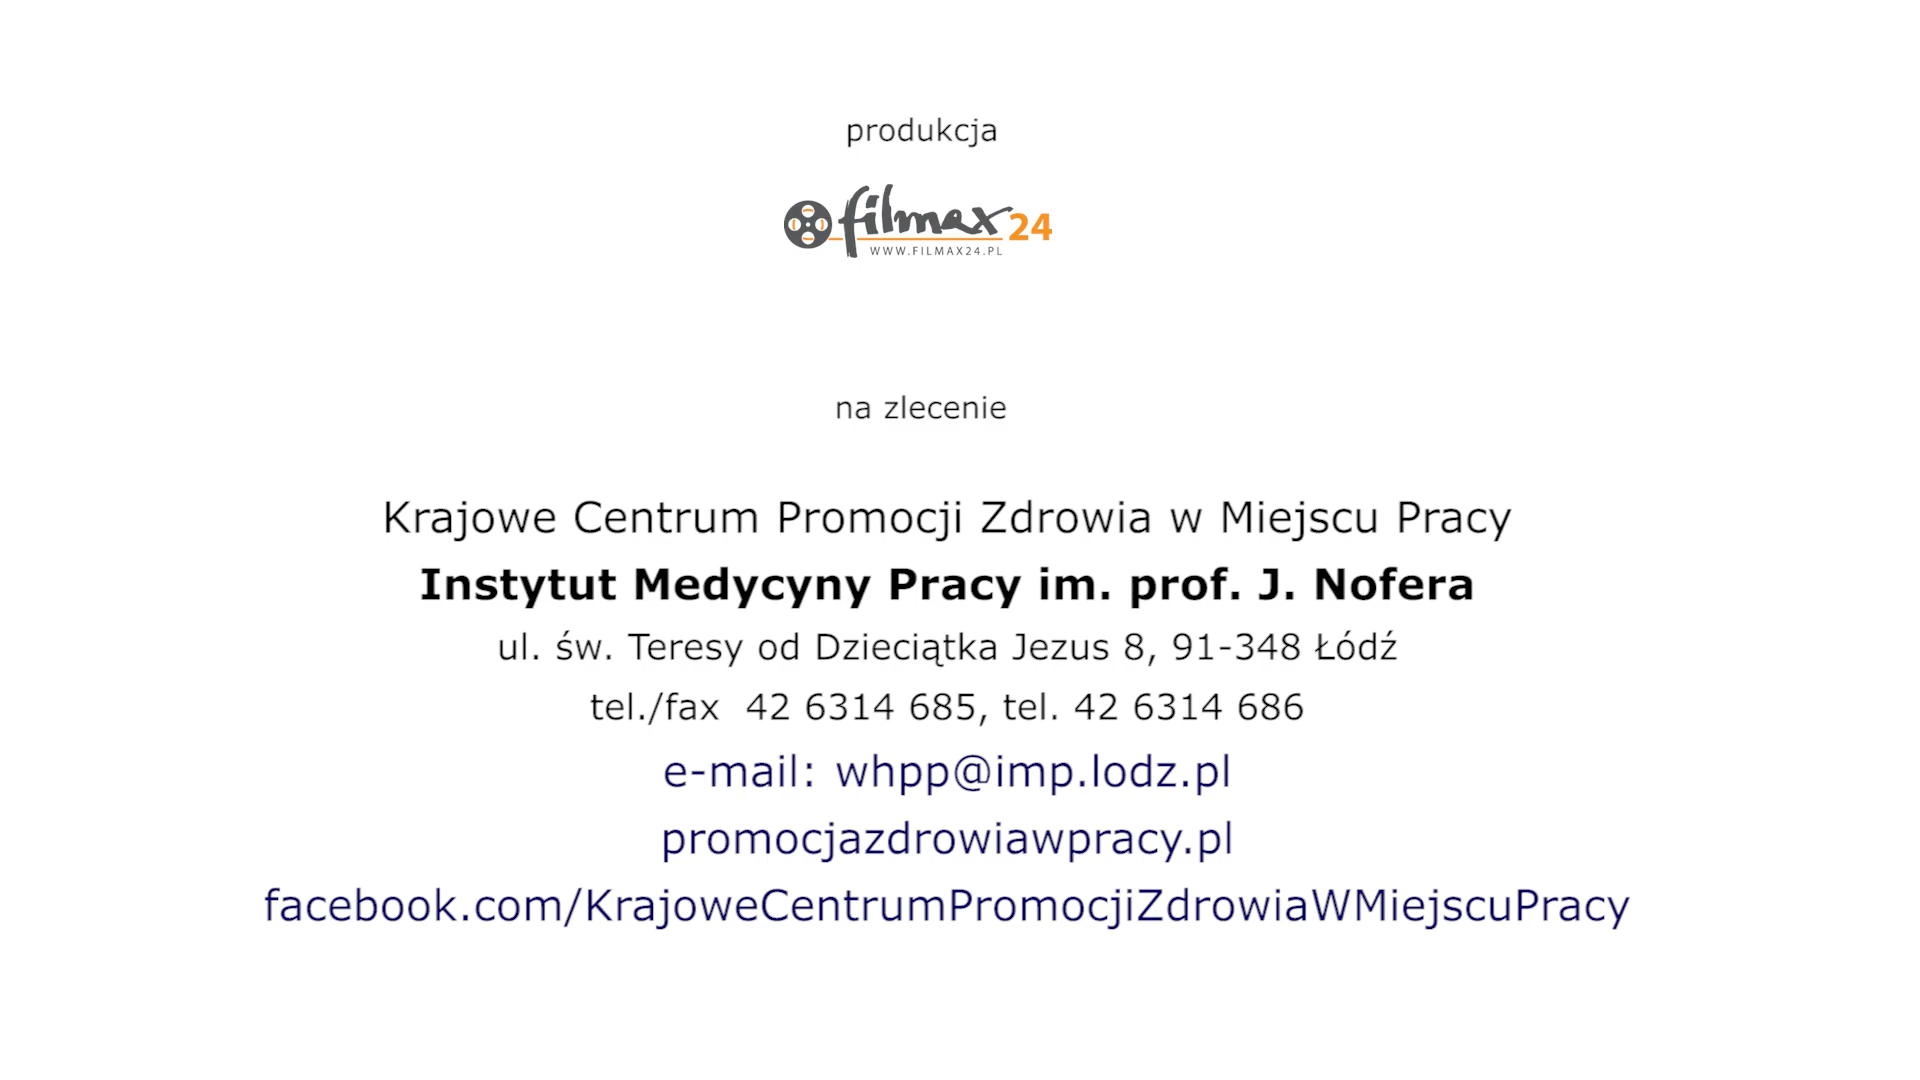 produkcja
filmax24
WWW.FILMAX24.PL
na zlecenie
Krajowe Centrum Promocji Zdrowia w Miejscu Pracy
Instytut Medycyny Pracy im. prof. J. Nofera
ul. św. Teresy od Dzieciątka Jezus 8, 91-348 Łódź
tel./fax  42 6314 685, tel. 42 6314 686
e-mail: whpp@imp.lodz.pl
promocjazdrowiawpracy.pl
facebook.com/KrajoweCentrumPromocjiZdrowiaWMiejscuPracy